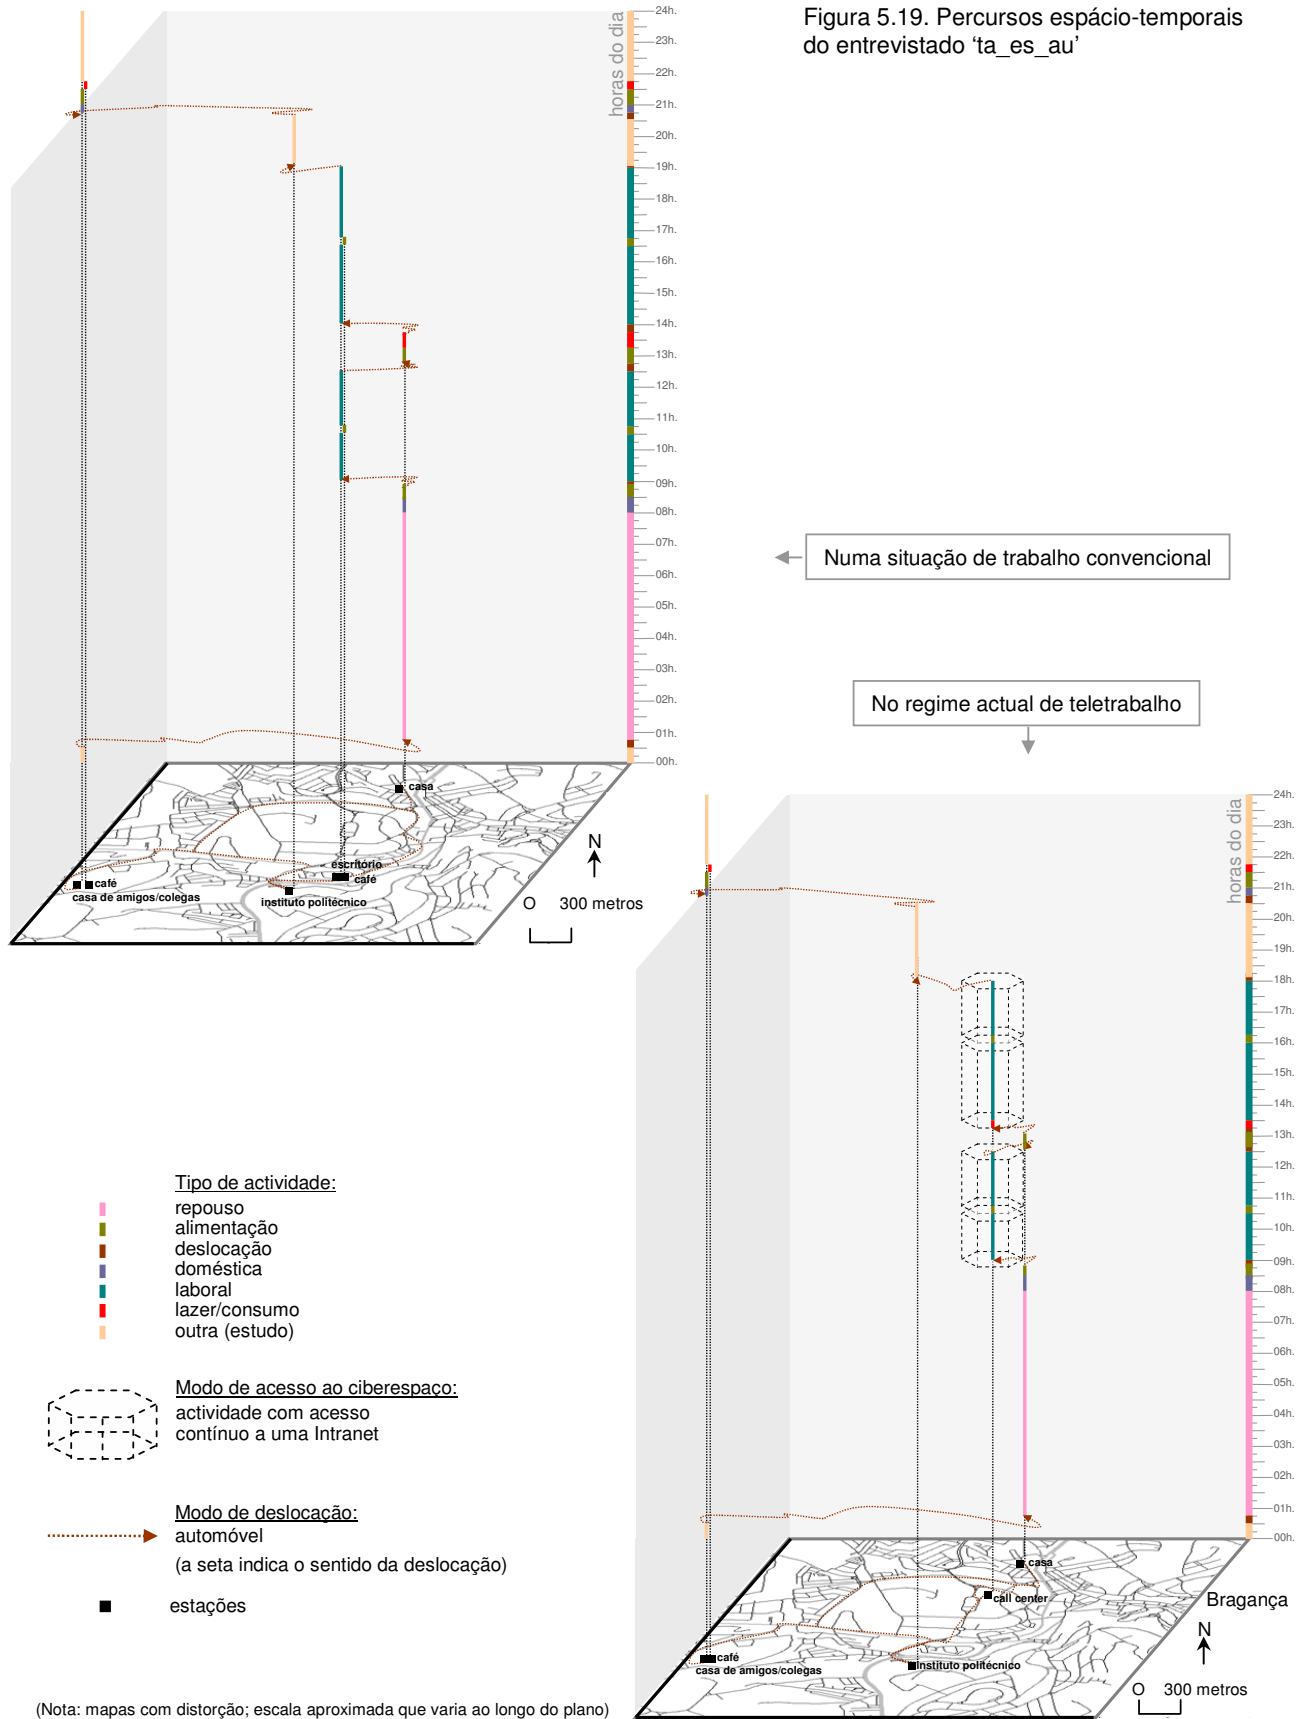 Figura 5.19. Percursos espácio-temporais
do entrevistado ‘ta_es_au’
horas do dia
24h.
23h.
22h.
21h.
20h.
19h.
18h.
17h.
16h.
15h.
14h.
13h.
12h.
11h.
10h.
09h.
08h.
07h.
06h.
05h.
04h.
03h.
02h.
01h.
00h.
Numa situação de trabalho convencional
casa
escritório
café
café
casa de amigos/colegas
instituto politécnico
N
O 300 metros
No regime actual de teletrabalho
horas do dia
24h.
23h.
22h.
21h.
20h.
19h.
18h.
17h.
16h.
15h.
14h.
13h.
12h.
11h.
10h.
09h.
08h.
07h.
06h.
05h.
04h.
03h.
02h.
01h.
00h.
casa
call center
café
casa de amigos/colegas
instituto politécnico
Bragança
N
O 300 metros
Tipo de actividade:
repouso
alimentação
deslocação
doméstica
laboral
lazer/consumo
outra (estudo)
Modo de acesso ao ciberespaço:
actividade com acesso
contínuo a uma Intranet
Modo de deslocação:
automóvel
(a seta indica o sentido da deslocação)
estações
(Nota: mapas com distorção; escala aproximada que varia ao longo do plano)